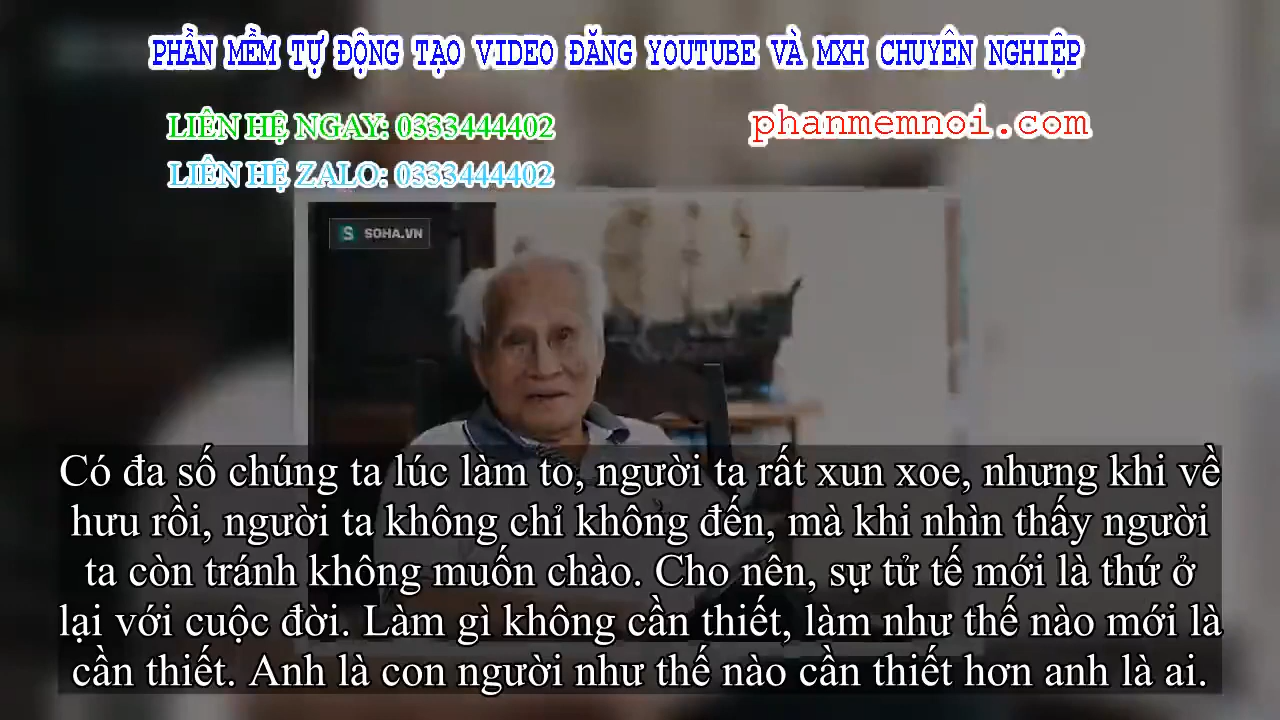 PHẦN MỀM TỰ ĐỘNG TẠO VIDEO ĐĂNG YOUTUBE VÀ MXH CHUYÊN NGHIỆP
LIÊN HỆ NGAY: 0333444402
phanmemnoi.com
LIÊN HỆ ZALO: 0333444402
S SOHA.VN
Có đa số chúng ta lúc làm to, người ta rất xun xoe, nhưng khi về
hưu rồi, người ta không chỉ không đến, mà khi nhìn thấy người
ta còn tránh không muốn chào. Cho nên, sự tử tế mới là thứ ở
lại với cuộc đời. Làm gì không cần thiết, làm như thế nào mới là
cần thiết. Anh là con người như thế nào cần thiết hơn anh là ai.